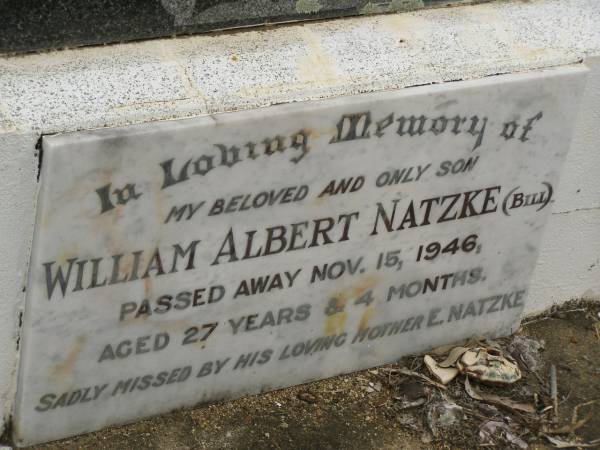 In Loving Memory of
MY BELOVED AND ONLY SON
WILLIAM ALBERT NATZKE (BILL)
PASSED AWAY NOV. 15, 1946,
AGED 27 YEARS & 4 MONTHS.
SADLY MISSED BY HIS LOVING MOTHER E. NATZKE